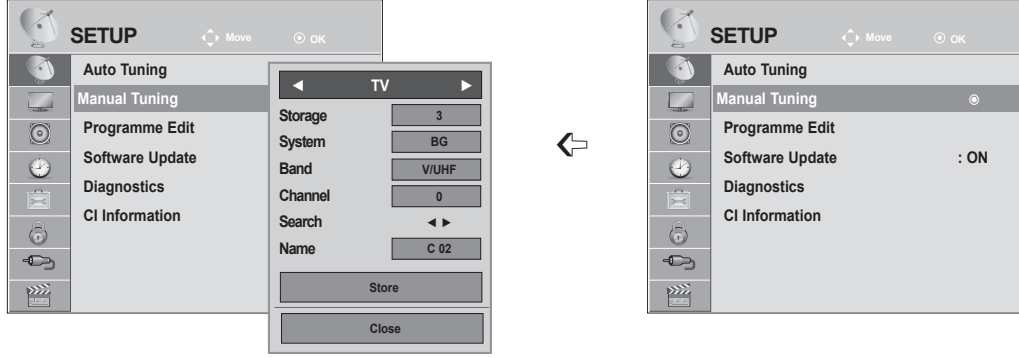 SETUP Move OK
Auto Tuning
Manual Tuning
Programme Edit
Software Update
Diagnostics
CI Information
TV
Storage 3
System BG
Band V/UHF
Channel 0
Search
Name C 02
Store
Close
SETUP Move OK
Auto Tuning
Manual Tuning
Programme Edit
Software Update : ON
Diagnostics
CI Information